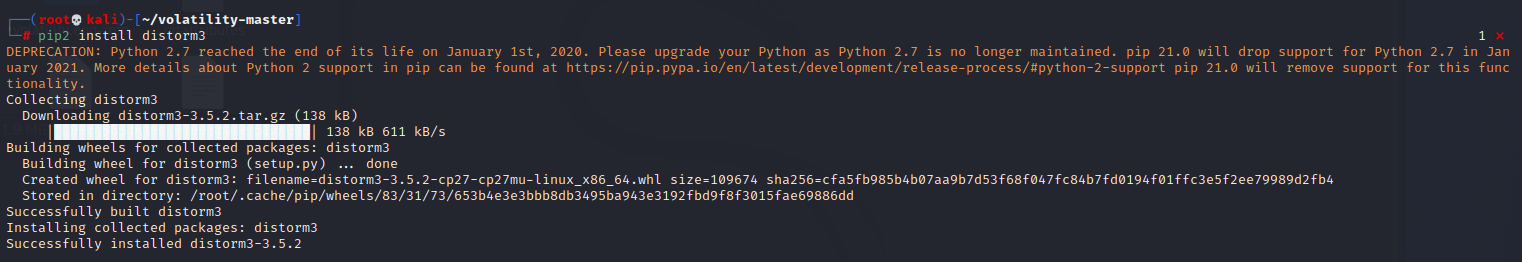 ┌──(root💀kali)-[~/volatility-master]
└─# pip2 install distorm3 1 ⨯
DEPRECATION: Python 2.7 reached the end of its life on January 1st, 2020. Please upgrade your Python as Python 2.7 is no longer maintained. pip 21.0 will drop support for Python 2.7 in Jan
uary 2021. More details about Python 2 support in pip can be found at https://pip.pypa.io/en/latest/development/release-process/#python-2-support pip 21.0 will remove support for this func
tionality.
Collecting distorm3
Downloading distorm3-3.5.2.tar.gz (138 kB)
|████████████████████████████████| 138 kB 611 kB/s
Building wheels for collected packages: distorm3
Building wheel for distorm3 (setup.py) ... done
Created wheel for distorm3: filename=distorm3-3.5.2-cp27-cp27mu-linux_x86_64.whl size=109674 sha256=cfa5fb985b4b07aa9b7d53f68f047fc84b7fd0194f01ffc3e5f2ee79989d2fb4
Stored in directory: /root/.cache/pip/wheels/83/31/73/653b4e3e3bbb8db3495ba943e3192fbd9f8f3015fae69886dd
Successfully built distorm3
Installing collected packages: distorm3
Successfully installed distorm3-3.5.2